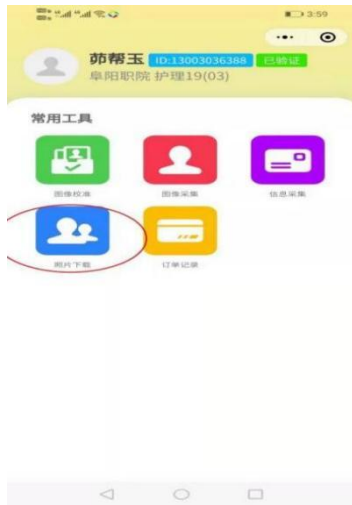 3:59
茆帮玉 ID:13003036388 已验证
阜阳职院 护理19(03)
常用工具
图像校准 图像采集 信息采集
照片下载 订单记录